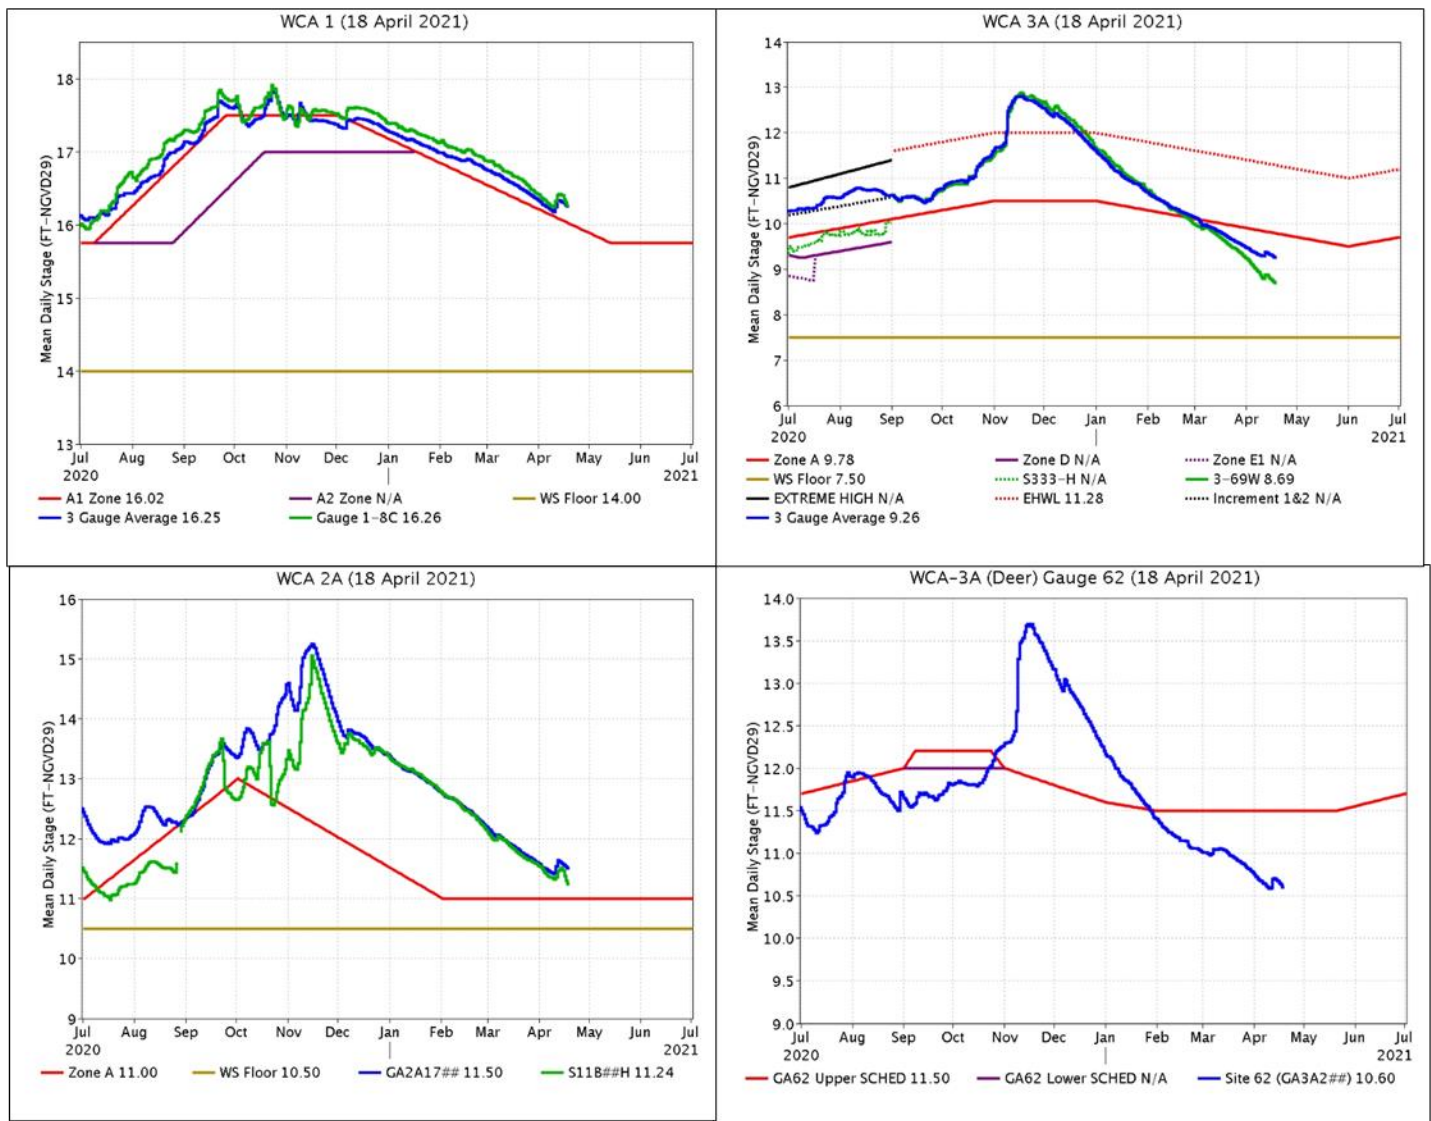 WCA 1 (18 April 2021)
Mean Daily Stage (FT-NGVD29)
18
17
16
15
14
13
Jul Aug Sep Oct Nov Dec Jan Feb Mar Apr May Jun Jul
2020 2021
A1 Zone 16.02 A2 Zone N/A WS Floor 14.00
3 Gauge Average 16.25 Gauge 1-8C 16.26
WCA 3A (18 April 2021)
Mean Daily Stage (FT-NGVD29)
14
13
12
11
10
9
8
7
6
Jul Aug Sep Oct Nov Dec Jan Feb Mar Apr May Jun Jul
2020 2021
Zone A 9.78 Zone D N/A Zone E1 N/A
WS Floor 7.50 S333-H N/A 3-69W 8.69
EXTREME HIGH N/A EHWL 11.28 Increment 1&2 N/A
3 Gauge Average 9.26
WCA 2A (18 April 2021)
Mean Daily Stage (FT-NGVD29)
16
15
14
13
12
11
10
9
Jul Aug Sep Oct Nov Dec Jan Feb Mar Apr May Jun Jul
2020 2021
Zone A 11.00 WS Floor 10.50 GA2A17## 11.50 S11B##H 11.24
WCA-3A (Deer) Gauge 62 (18 April 2021)
Mean Daily Stage (FT-NGVD29)
14.0
13.5
13.0
12.5
12.0
11.5
11.0
10.5
10.0
9.5
9.0
Jul Aug Sep Oct Nov Dec Jan Feb Mar Apr May Jun Jul
2020 2021
GA62 Upper SCHED 11.50 GA62 Lower SCHED N/A Site 62 (GA3A2##) 10.60